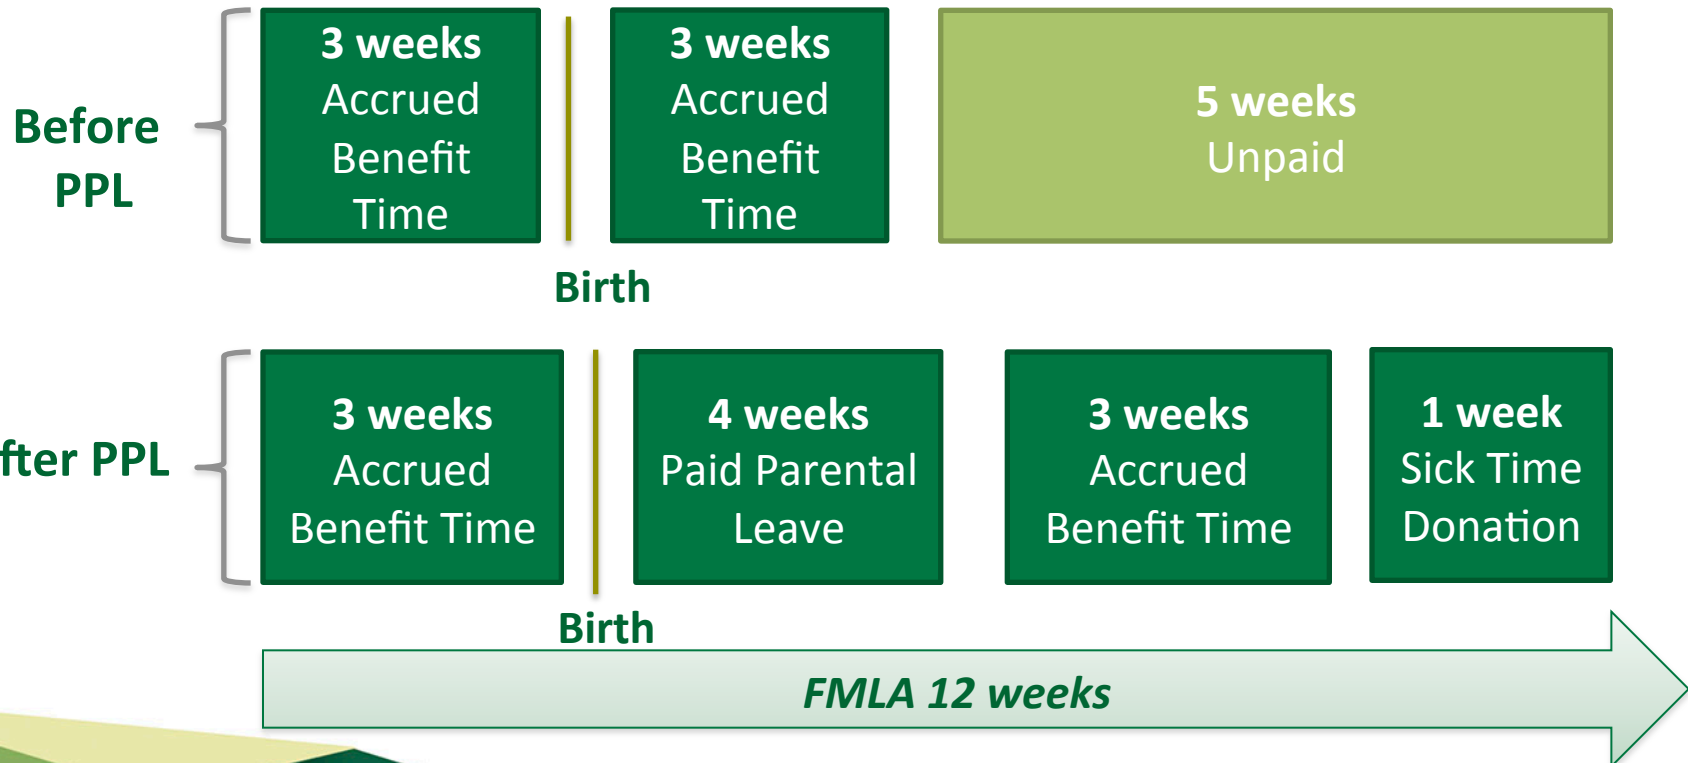 Before
PPL
3 weeks
Accrued
Benefit
Time
3 weeks
Accrued
Benefit
Time
5 weeks
Unpaid
Birth
fter PPL
3 weeks
Accrued
Benefit Time
4 weeks
Paid Parental
Leave
3 weeks
Accrued
Benefit Time
1 week
Sick Time
Donation
Birth
FMLA 12 weeks